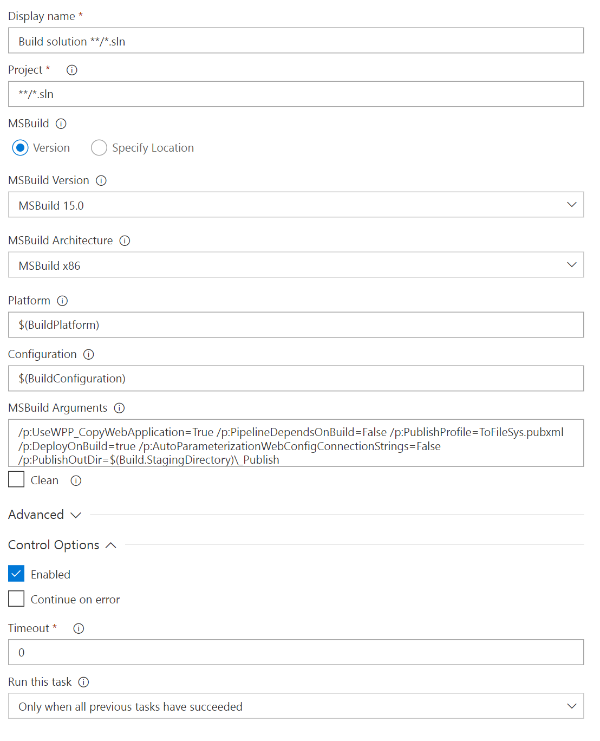 Display name *
Build solution **/*.sln
Project *
**/*.sln
MSBuild
Version Specify Location
MSBuild Version
MSBuild 15.0
MSBuild Architecture
MSBuild x86
Platform
$(BuildPlatform)
Configuration
$(BuildConfiguration)
MSBuild Arguments
/p:UseWPP_CopyWebApplication=True /p:PipelineDependsOnBuild=False /p:PublishProfile=ToFileSys.pubxml
/p:DeployOnBuild=true /p:AutoParameterizationWebConfigConnectionStrings=False
/p:PublishOutDir=$(Build.StagingDirectory)\_Publish
Clean
Advanced
Control Options
Enabled
Continue on error
Timeout *
0
Run this task
Only when all previous tasks have succeeded